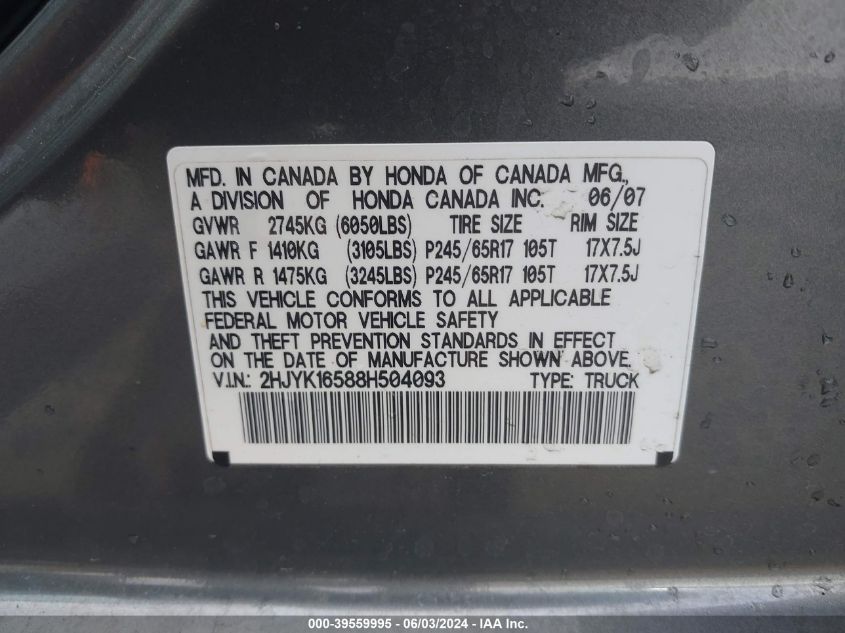 MFD. IN CANADA BY HONDA OF CANADA MFG.,
A DIVISION OF HONDA CANADA INC. 06/07
GVWR 2745KG (6050LBS) TIRE SIZE RIM SIZE
GAWR F 1410KG (3105LBS) P245/65R17 105T 17X7.5J
GAWR R 1475KG (3245LBS) P245/65R17 105T 17X7.5J
THIS VEHICLE CONFORMS TO ALL APPLICABLE
FEDERAL MOTOR VEHICLE SAFETY
AND THEFT PREVENTION STANDARDS IN EFFECT
ON THE DATE OF MANUFACTURE SHOWN ABOVE.
V.I.N.: 2HJYK16588H504093 TYPE: TRUCK
000-39559995 - 06/03/2024 - IAAI Inc.